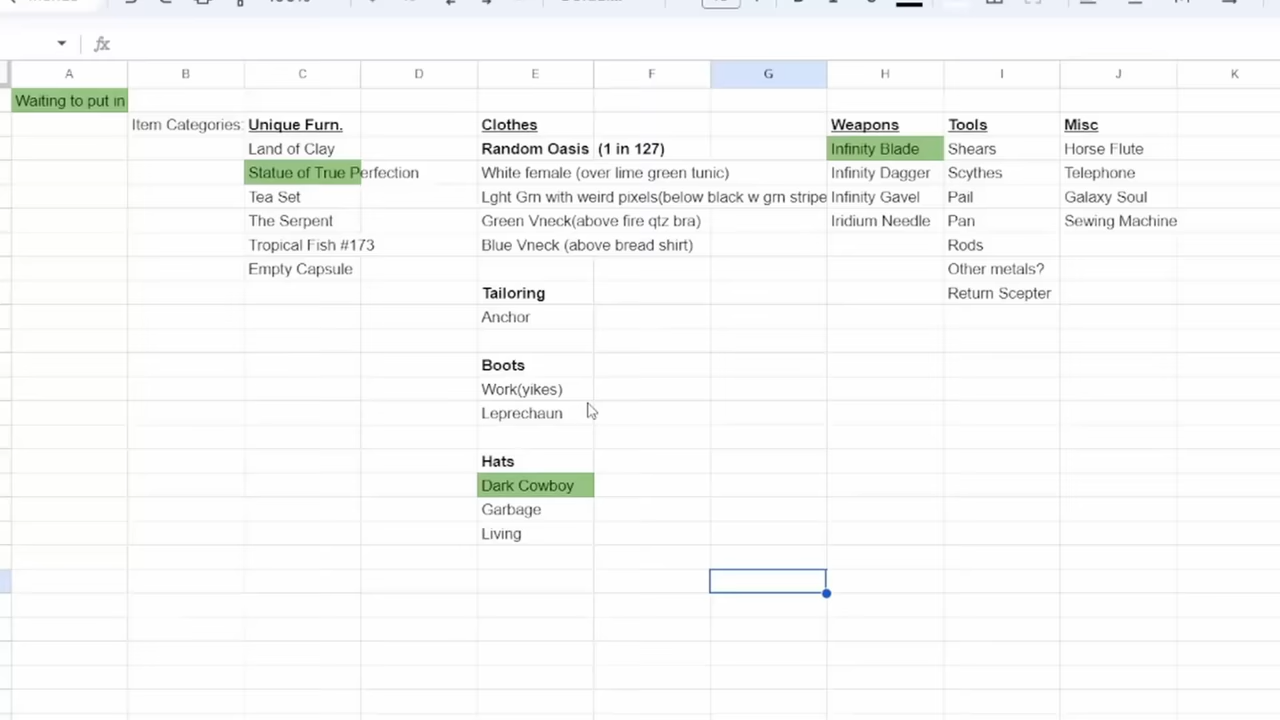 fx
A B C D E F G H I J K
Waiting to put in
Item Categories: Unique Furn. Clothes Weapons Tools Misc
Land of Clay Random Oasis (1 in 127) Infinity Blade Shears Horse Flute
Statue of True Perfection White female (over lime green tunic) Infinity Dagger Scythes Telephone
Tea Set Lght Grn with weird pixels(below black w grn stripe Infinity Gavel Pail Galaxy Soul
The Serpent Green Vneck(above fire qtz bra) Iridium Needle Pan Sewing Machine
Tropical Fish #173 Blue Vneck (above bread shirt) Rods
Empty Capsule Other metals?
Tailoring Return Scepter
Anchor
Boots
Work(yikes)
Leprechaun
Hats
Dark Cowboy
Garbage
Living